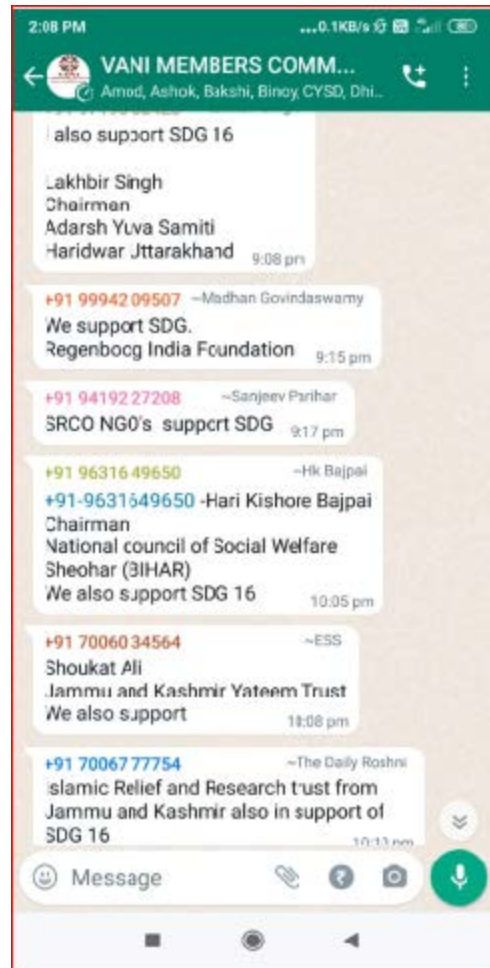 2:08 PM
...0.1KB/s
VANI MEMBERS COMM...
Amod, Ashok, Bakshi, Binoy, CYSD, Dhi..
also support SDG 16
Lakhbir Singh
Chairman
Adarsh Yuva Samiti
Haridwar Uttarakhand 9:08 pm
+91 99942 09507 ~Madhan Govindaswamy
We support SDG.
Regenboog India Foundation 9:15 pm
+91 94192 27208 ~Sanjeev Parihar
SRCO NGO's support SDG 9:17 pm
+91 96316 49650 ~Hk Bajpai
+91-9631649650 -Hari Kishore Bajpai
Chairman
National council of Social Welfare
Sheohar (BIHAR)
We also support SDG 16 10:05 pm
+91 70060 34564 ~ESS
Shoukat Ali
Jammu and Kashmir Yateem Trust
We also support 10:08 pm
+91 70067 77754 ~The Daily Roshni
Islamic Relief and Research trust from
Jammu and Kashmir also in support of
SDG 16
Message